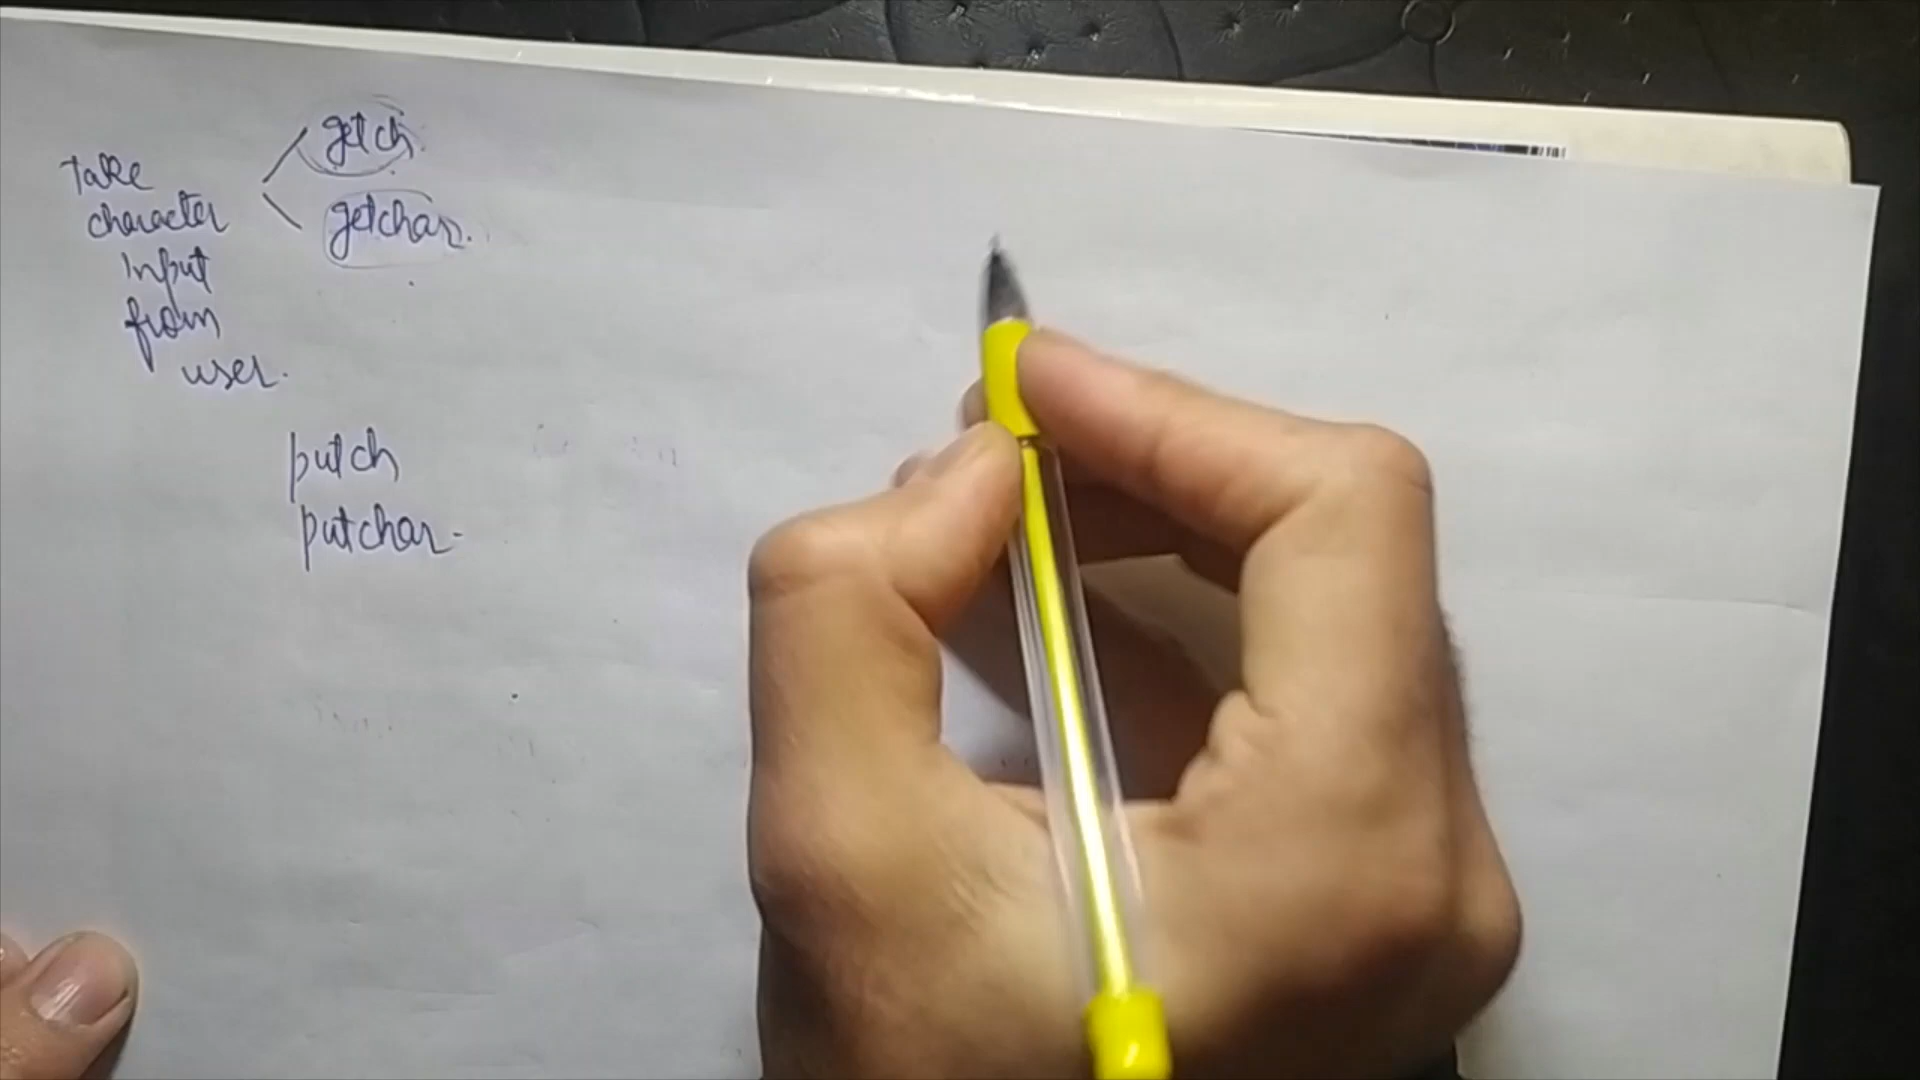 Take
character
Input
from
user.
getch.
getchar.
putch
putchar.